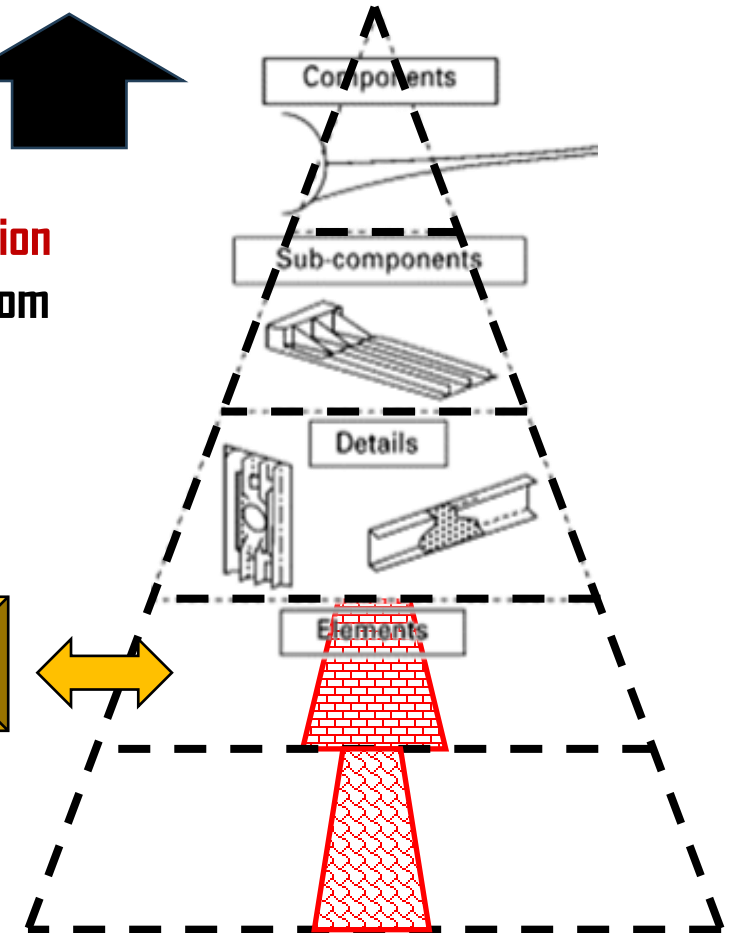 Components
ion
Sub-components
om
Details
Elements